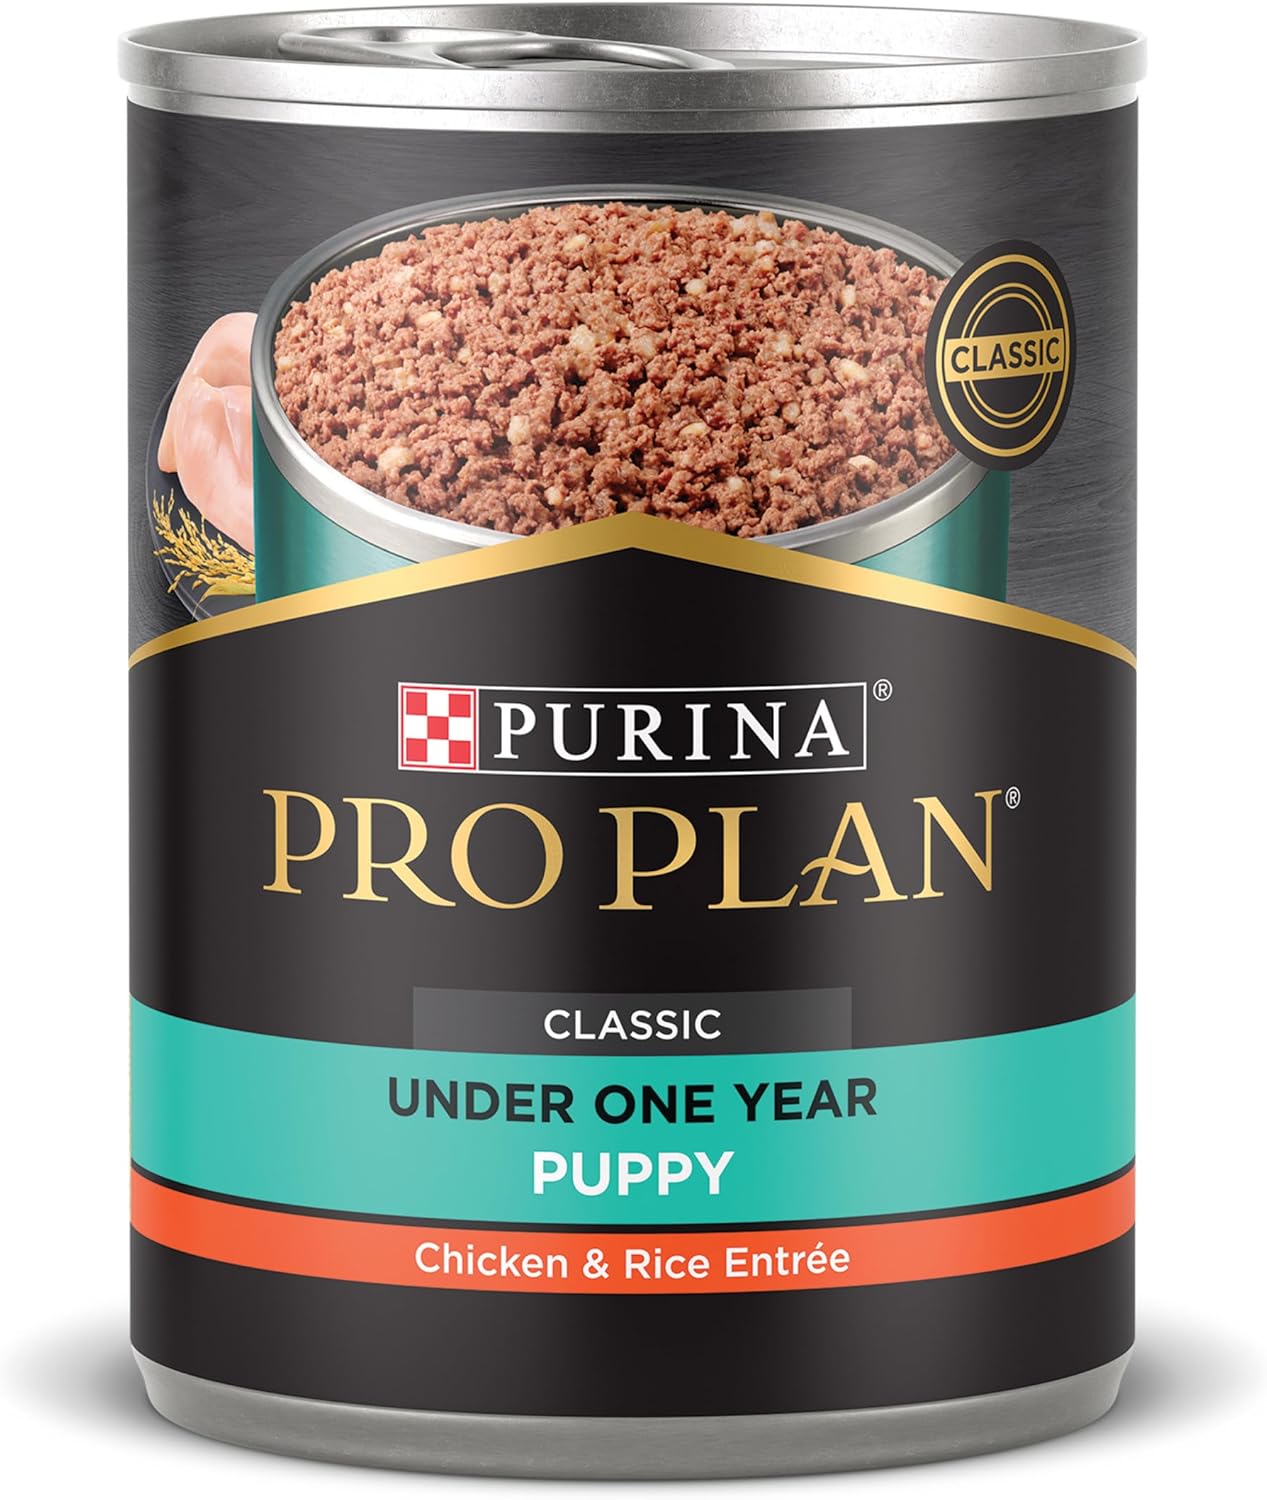 CLASSIC
PURINA®
PRO PLAN®
CLASSIC
UNDER ONE YEAR
PUPPY
Chicken & Rice Entrée